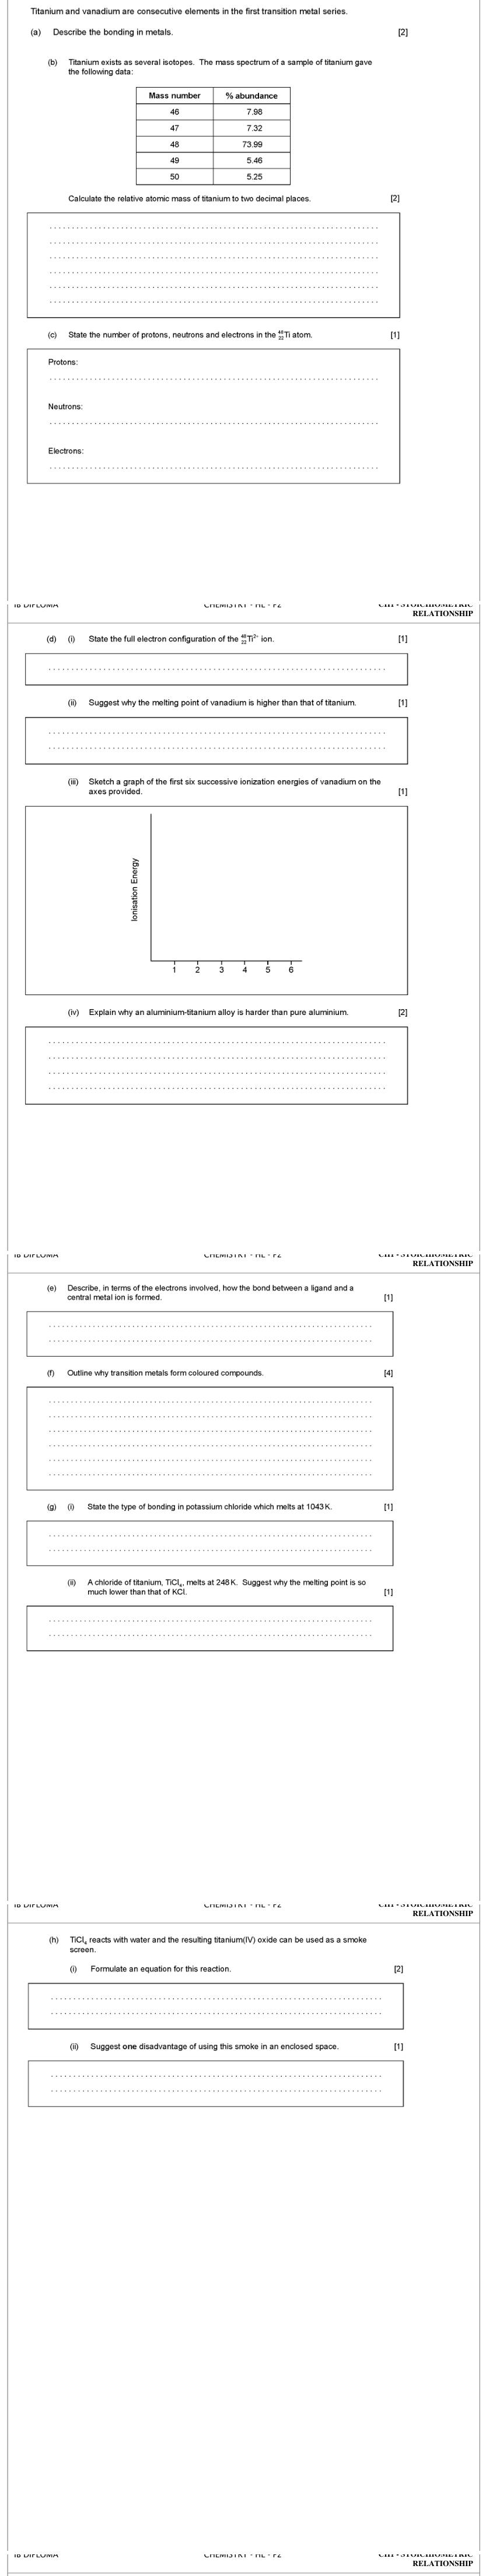 Titanium and vanadium are consecutive elements in the first transition metal series.
(a) Describe the bonding in metals. [2]
(b) Titanium exists as several isotopes. The mass spectrum of a sample of titanium gave
the following data:
Mass number % abundance
46 7.98
47 7.32
48 73.99
49 5.46
50 5.25
Calculate the relative atomic mass of titanium to two decimal places. [2]
(c) State the number of protons, neutrons and electrons in the ⁴⁸₂₂Ti atom. [1]
Protons:
Neutrons:
Electrons:
IB DIPLOMA CHEMISTRY - HL - P2 CH1 - STOICHIOMETRIC
RELATIONSHIP
(d) (i) State the full electron configuration of the ⁴⁸₂₂Ti²⁺ ion. [1]
(ii) Suggest why the melting point of vanadium is higher than that of titanium. [1]
(iii) Sketch a graph of the first six successive ionization energies of vanadium on the
axes provided. [1]
Ionisation Energy
1 2 3 4 5 6
(iv) Explain why an aluminium-titanium alloy is harder than pure aluminium. [2]
IB DIPLOMA CHEMISTRY - HL - P2 CH1 - STOICHIOMETRIC
RELATIONSHIP
(e) Describe, in terms of the electrons involved, how the bond between a ligand and a
central metal ion is formed. [1]
(f) Outline why transition metals form coloured compounds. [4]
(g) (i) State the type of bonding in potassium chloride which melts at 1043 K. [1]
(ii) A chloride of titanium, TiCl₄, melts at 248 K. Suggest why the melting point is so
much lower than that of KCl. [1]
IB DIPLOMA CHEMISTRY - HL - P2 CH1 - STOICHIOMETRIC
RELATIONSHIP
(h) TiCl₄ reacts with water and the resulting titanium(IV) oxide can be used as a smoke
screen.
(i) Formulate an equation for this reaction. [2]
(ii) Suggest one disadvantage of using this smoke in an enclosed space. [1]
IB DIPLOMA CHEMISTRY - HL - P2 CH1 - STOICHIOMETRIC
RELATIONSHIP